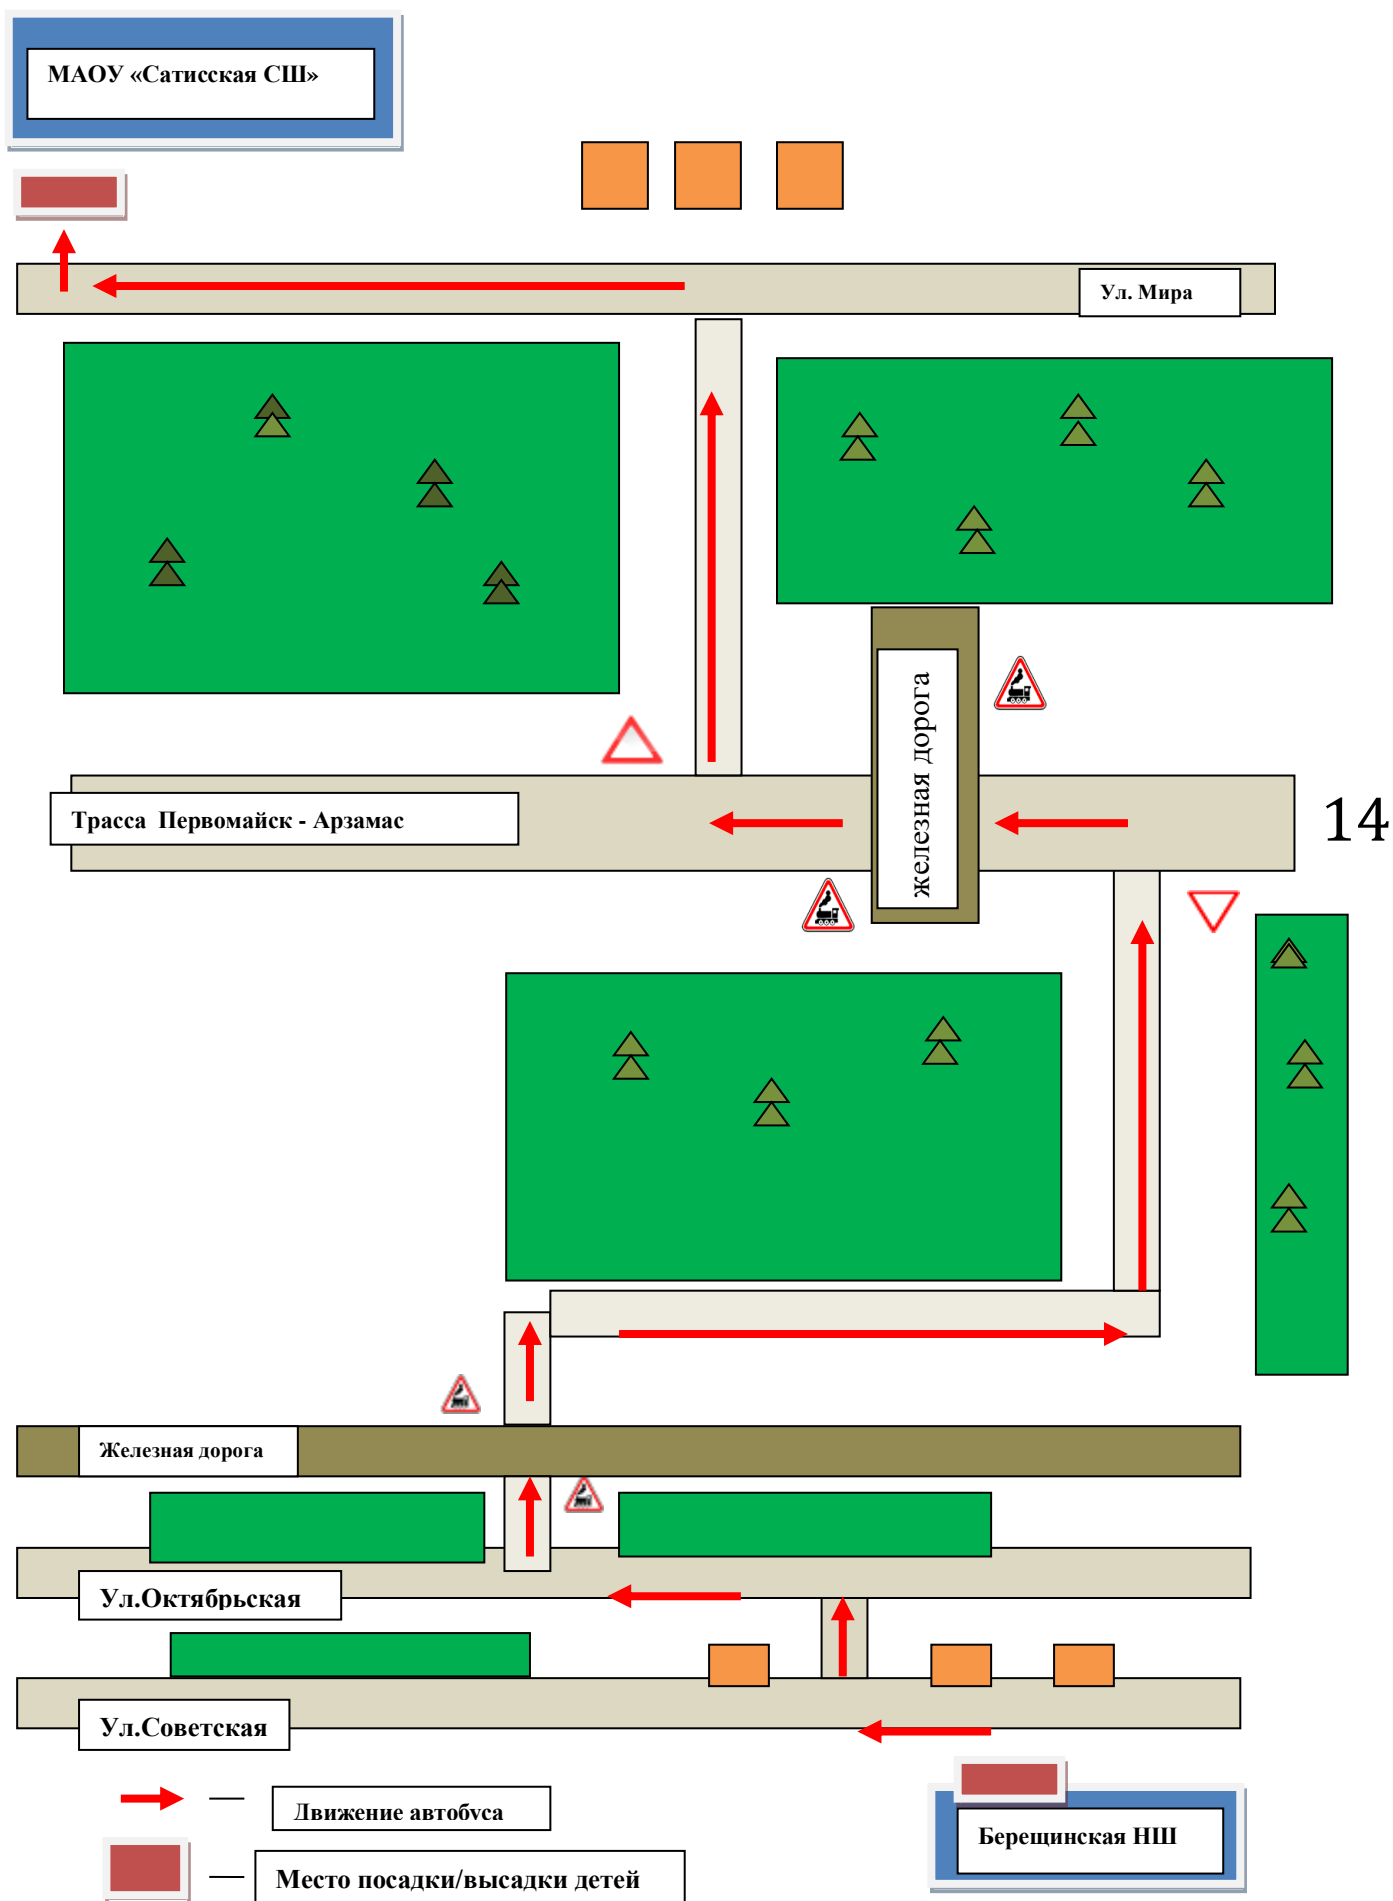 МАОУ «Сатисская СШ»
Ул. Мира
железная дорога
Трасса Первомайск - Арзамас
14
Железная дорога
Ул.Октябрьская
Ул.Советская
Движение автобуса
Берещинская НШ
Место посадки/высадки детей